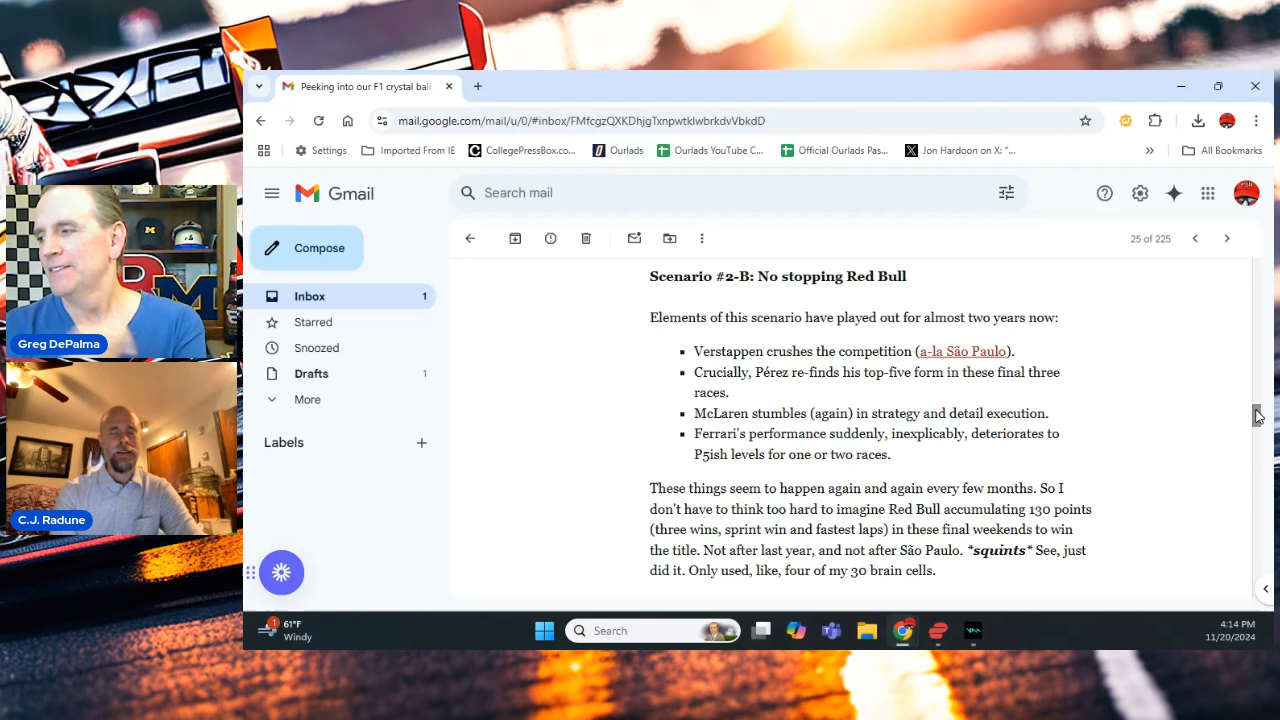 Peeking into our F1 crystal ball
mail.google.com/mail/u/0/#inbox/FMfcgzQXKDhjgTxnpvrtklwbrkdvVbkdD
Settings
Imported From IE
CollegePressBox.co...
Ourlads
Ourlads YouTube C...
Official Ourlads Pas...
Jon Hardoon on X: "...
All Bookmarks
Gmail
Search mail
Compose
25 of 225
Inbox 1
Starred
Snoozed
Drafts 1
More
Labels
Scenario #2-B: No stopping Red Bull
Elements of this scenario have played out for almost two years now:
Verstappen crushes the competition (a-la São Paulo).
Crucially, Pérez re-finds his top-five form in these final three
races.
McLaren stumbles (again) in strategy and detail execution.
Ferrari's performance suddenly, inexplicably, deteriorates to
P5ish levels for one or two races.
These things seem to happen again and again every few months. So I
don't have to think too hard to imagine Red Bull accumulating 130 points
(three wins, sprint win and fastest laps) in these final weekends to win
the title. Not after last year, and not after São Paulo. *squints* See, just
did it. Only used, like, four of my 30 brain cells.
Greg DePalma
C.J. Radune
1
61°F
Windy
Search
4:14 PM
11/20/2024
M
M